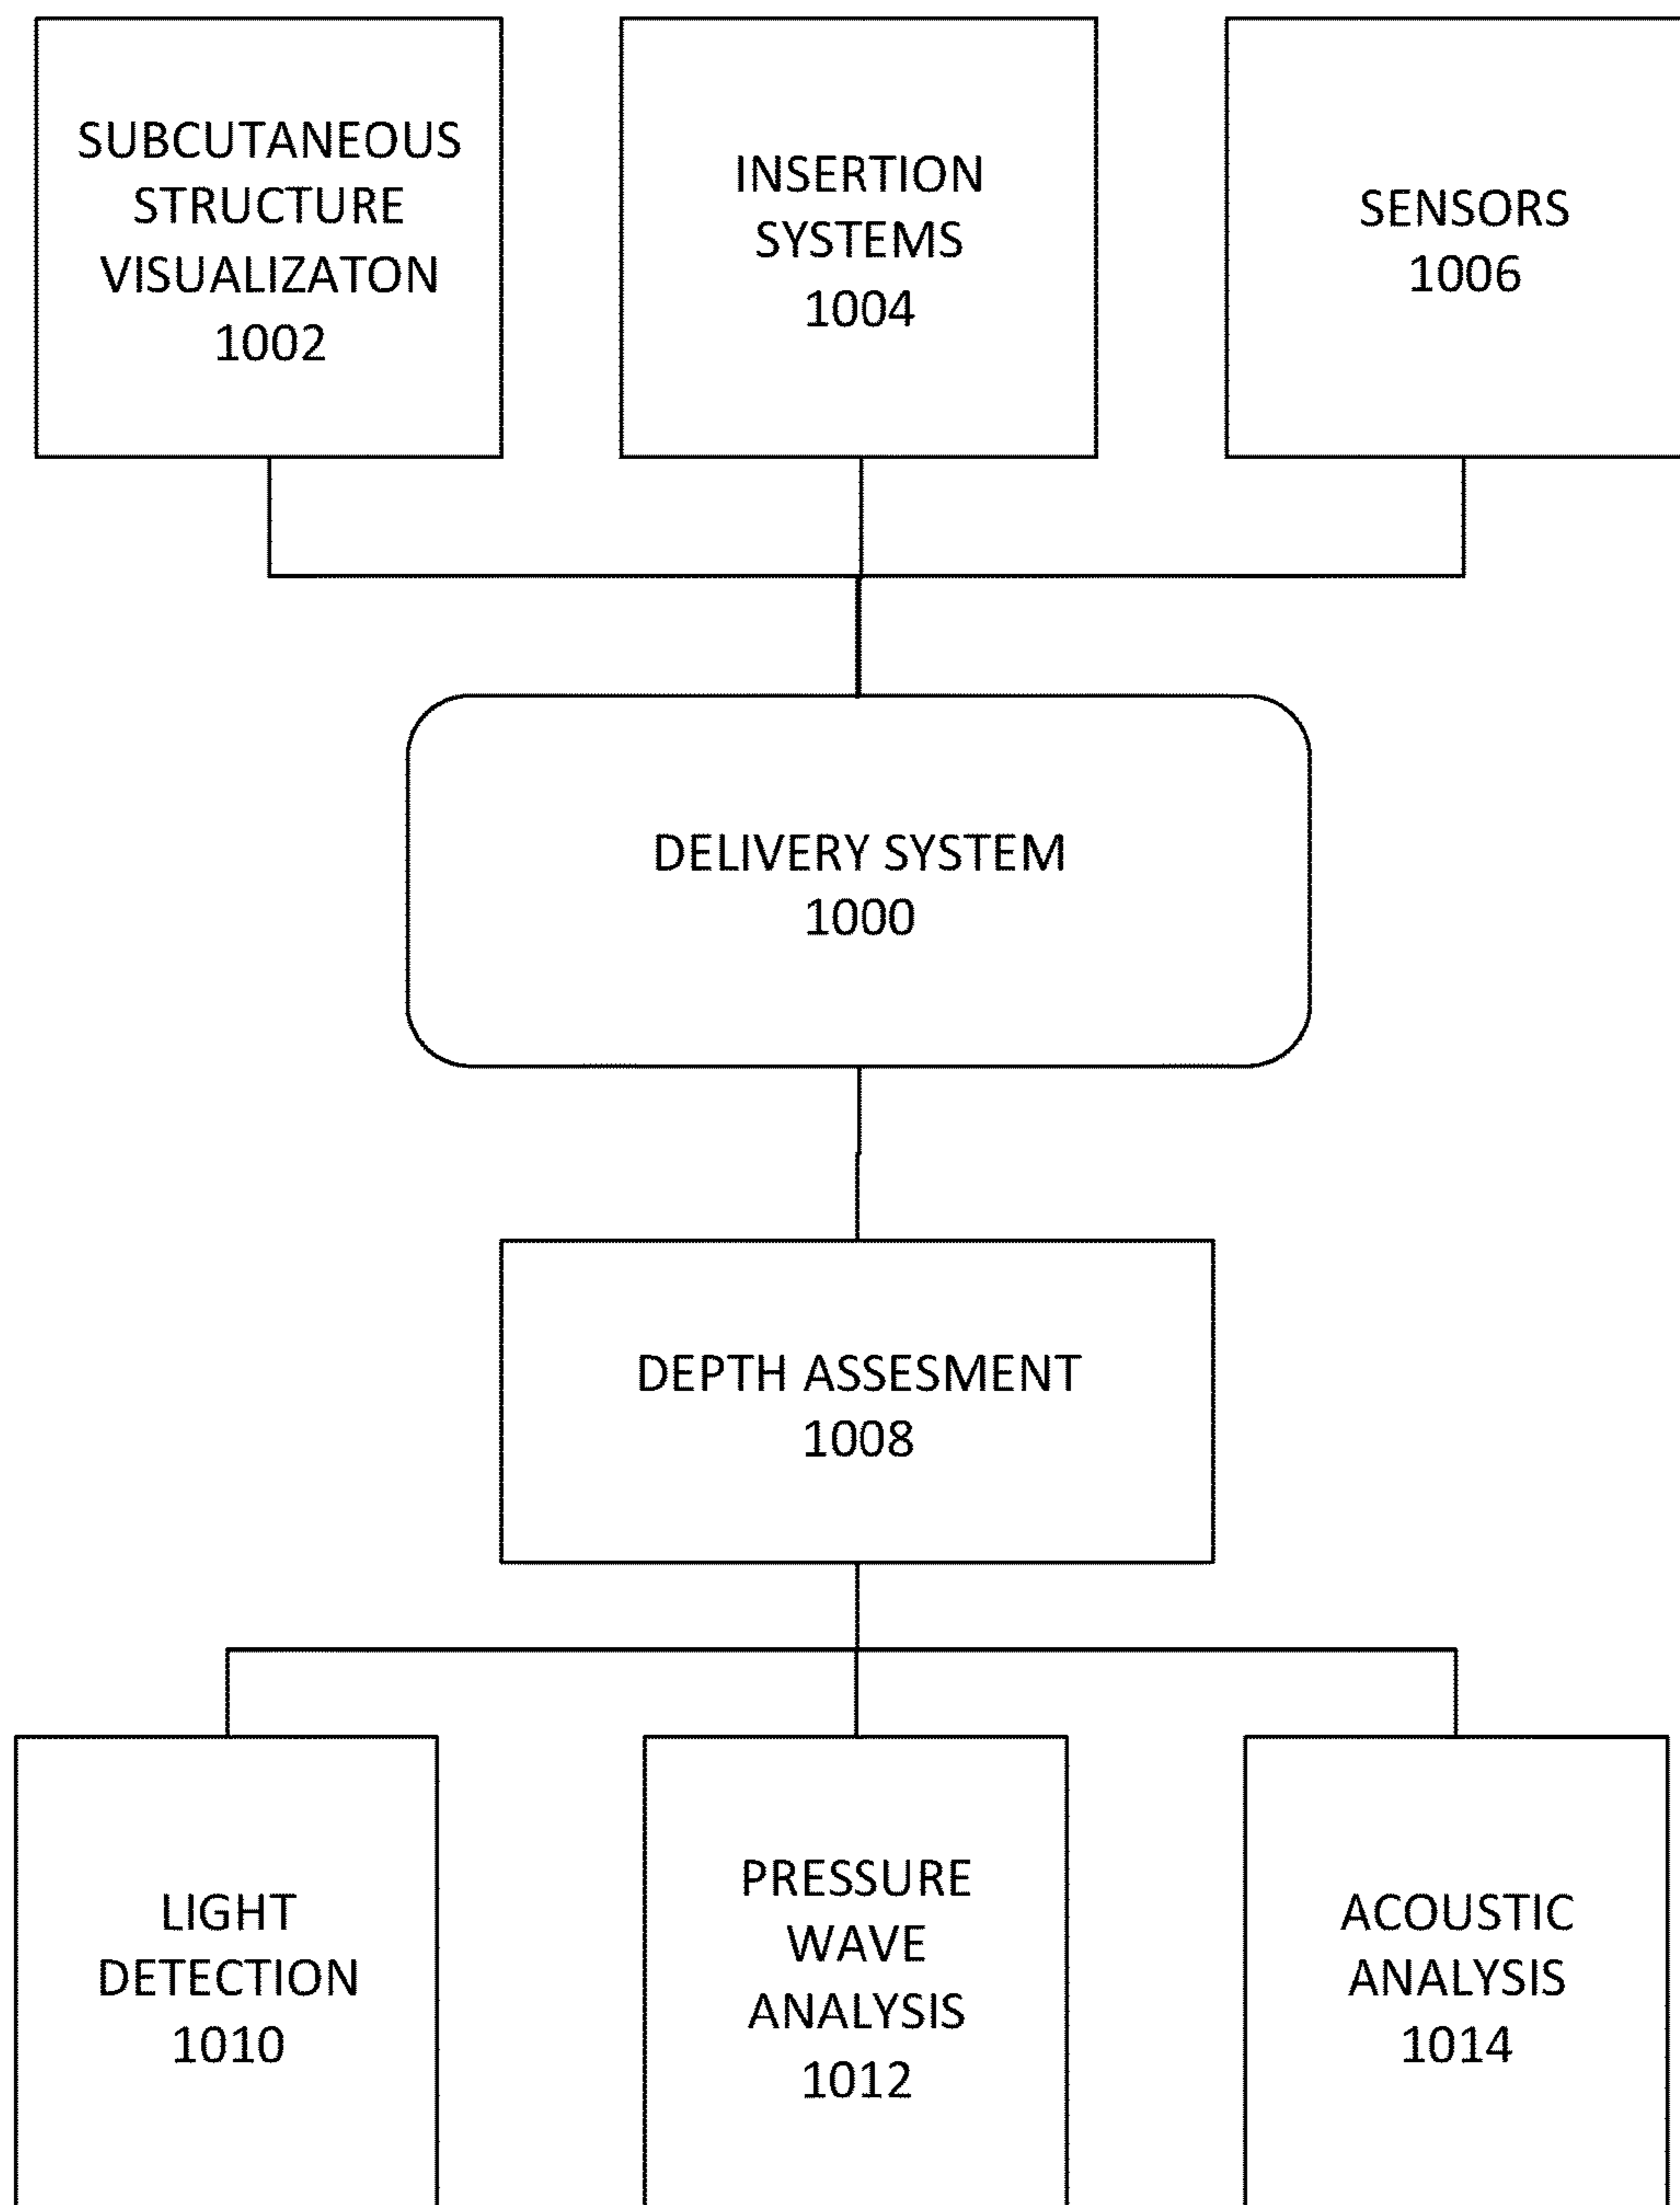 SUBCUTANEOUS
STRUCTURE
VISUALIZATON
1002
INSERTION
SYSTEMS
1004
SENSORS
1006
DELIVERY SYSTEM
1000
DEPTH ASSESMENT
1008
LIGHT
DETECTION
1010
PRESSURE
WAVE
ANALYSIS
1012
ACOUSTIC
ANALYSIS
1014